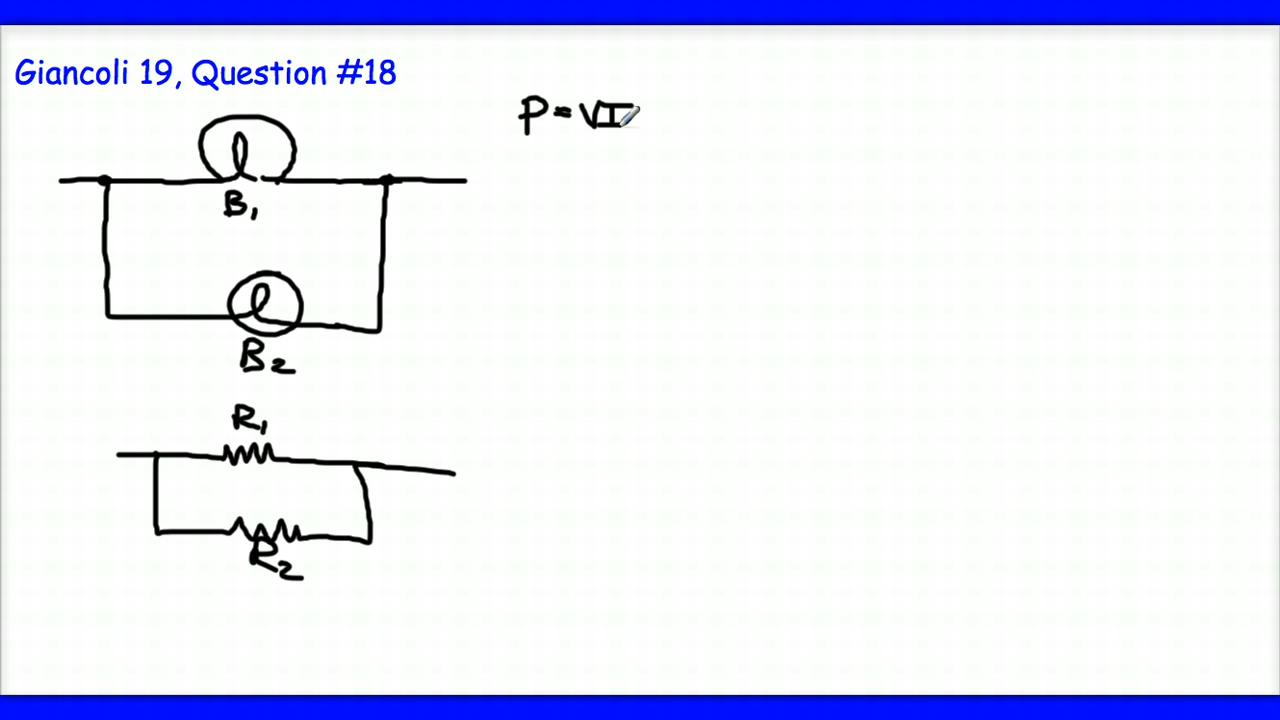 Giancoli 19, Question #18
P = VI
B₁
B₂
R₁
R₂